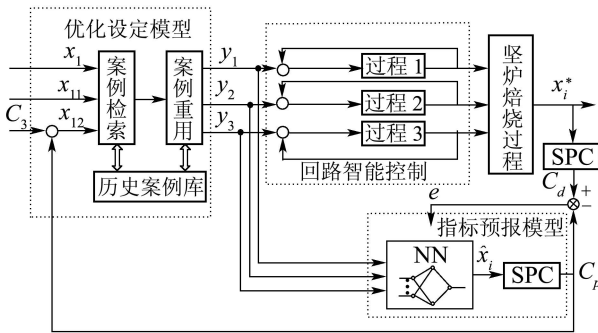 优化设定模型
x₁
x₁₁
C₃
x₁₂
案例检索
案例重用
历史案例库
y₁
y₂
y₃
过程 1
过程 2
过程 3
回路智能控制
竖炉焙烧过程
xᵢ*
SPC
C_d
+
−
e
指标预报模型
NN
x̂ᵢ
SPC
Cₚ